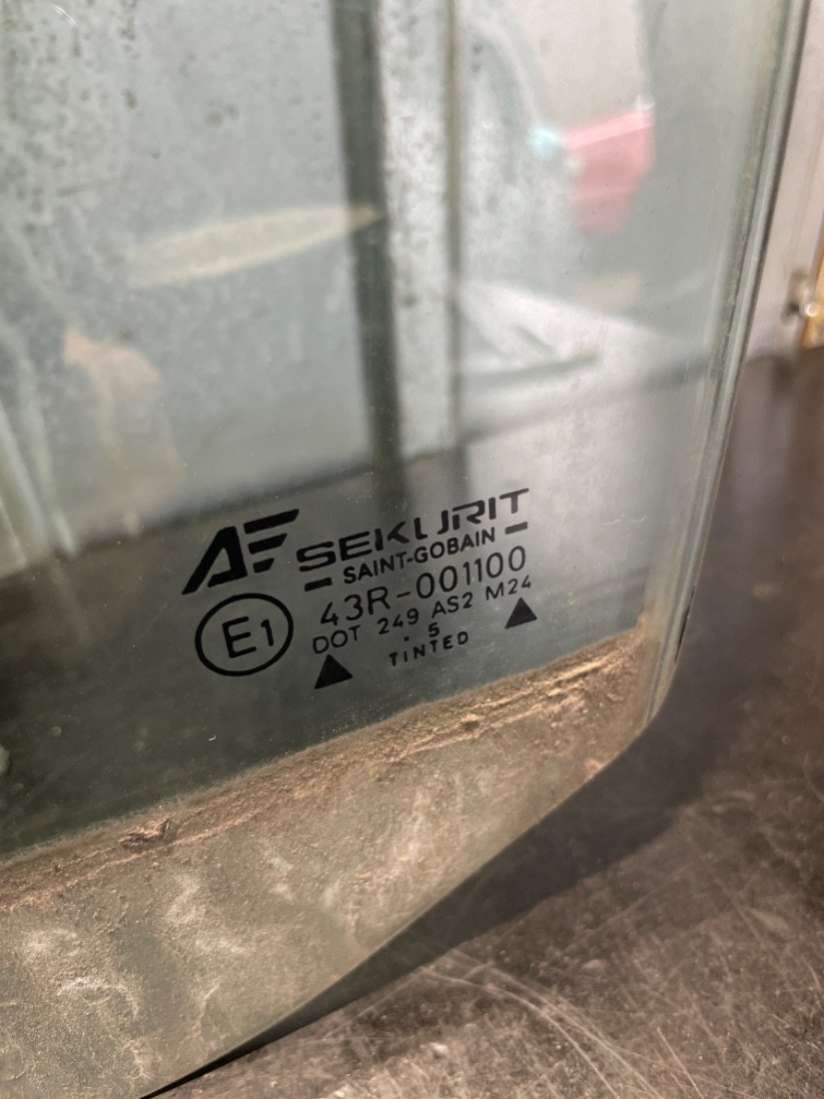 AF
SEKURIT
– SAINT-GOBAIN –
E1
43R-001100
DOT 249 AS2 M24
. 5
TINTED